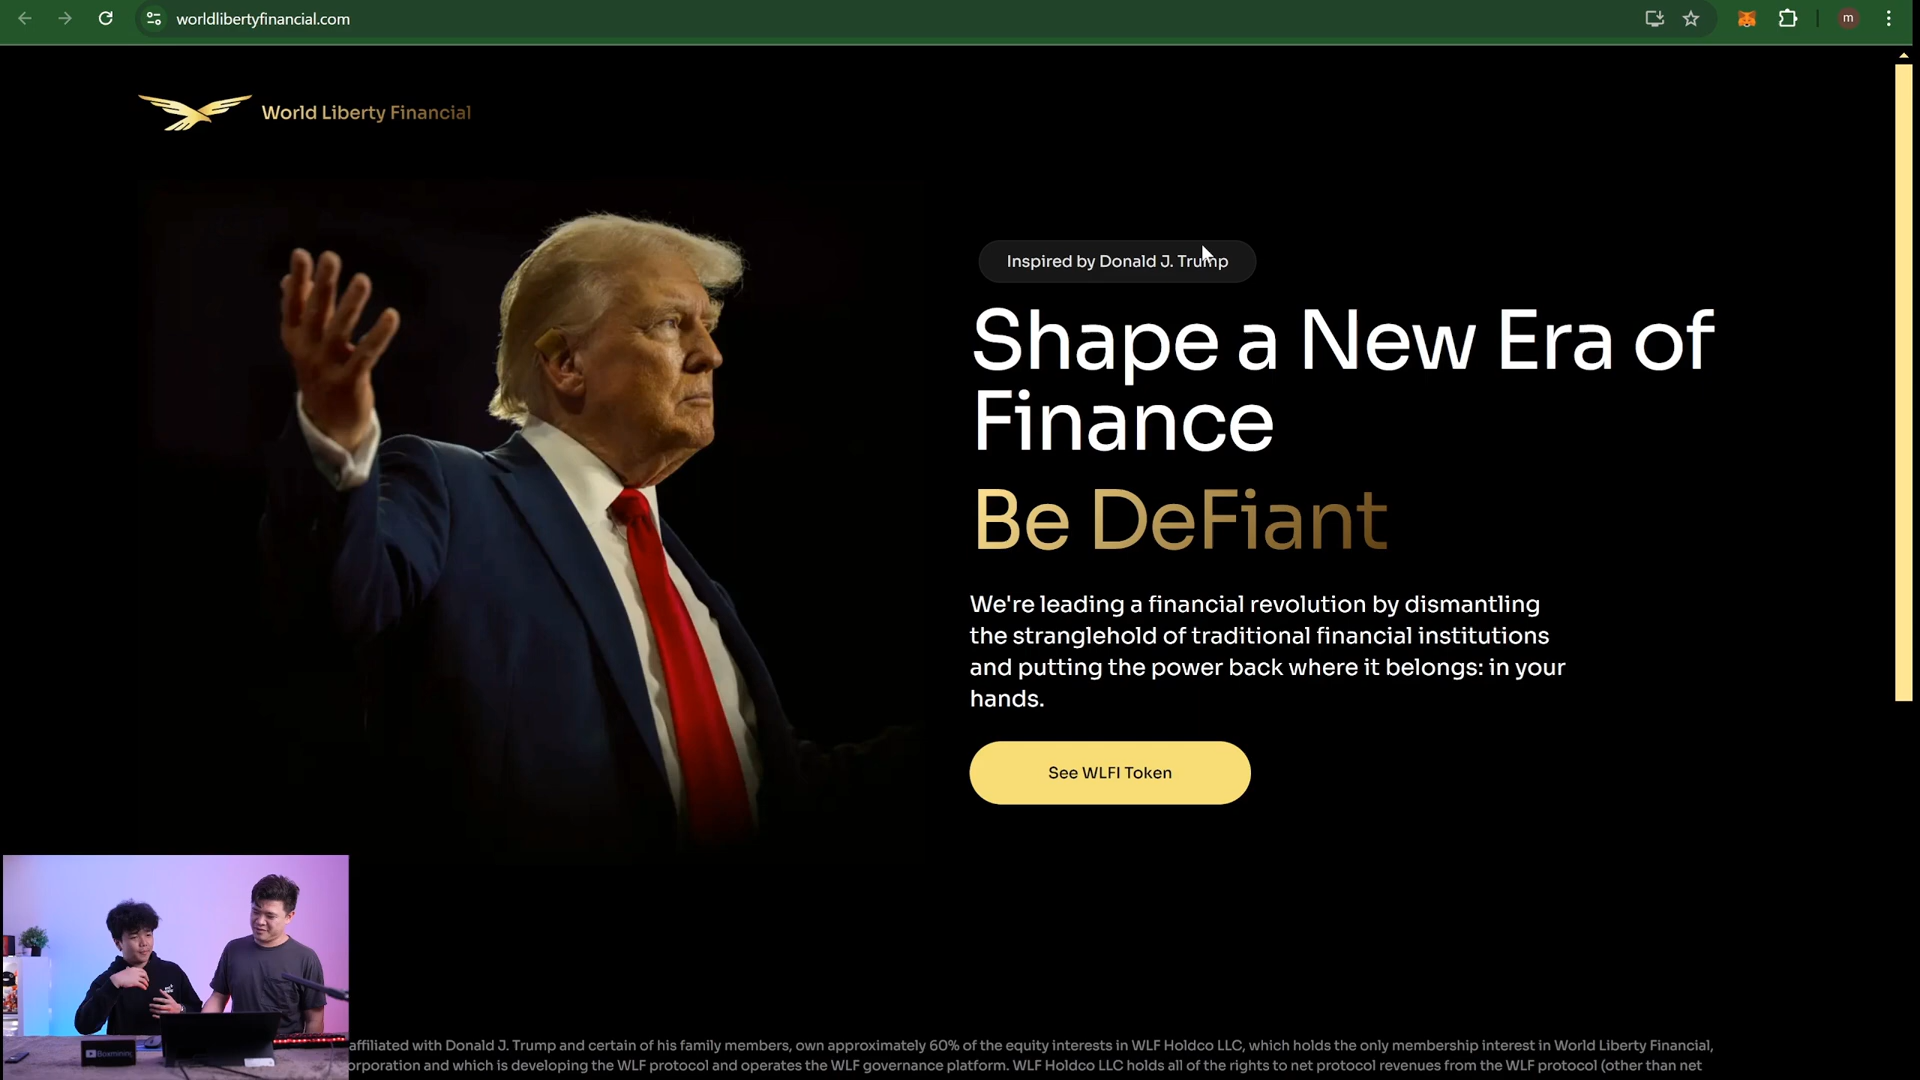 worldlibertyfinancial.com
m
World Liberty Financial
Inspired by Donald J. Trump
Shape a New Era of
Finance
Be DeFiant
We're leading a financial revolution by dismantling
the stranglehold of traditional financial institutions
and putting the power back where it belongs: in your
hands.
See WLFI Token
affiliated with Donald J. Trump and certain of his family members, own approximately 60% of the equity interests in WLF Holdco LLC, which holds the only membership interest in World Liberty Financial,
orporation and which is developing the WLF protocol and operates the WLF governance platform. WLF Holdco LLC holds all of the rights to net protocol revenues from the WLF protocol (other than net
Boxmining